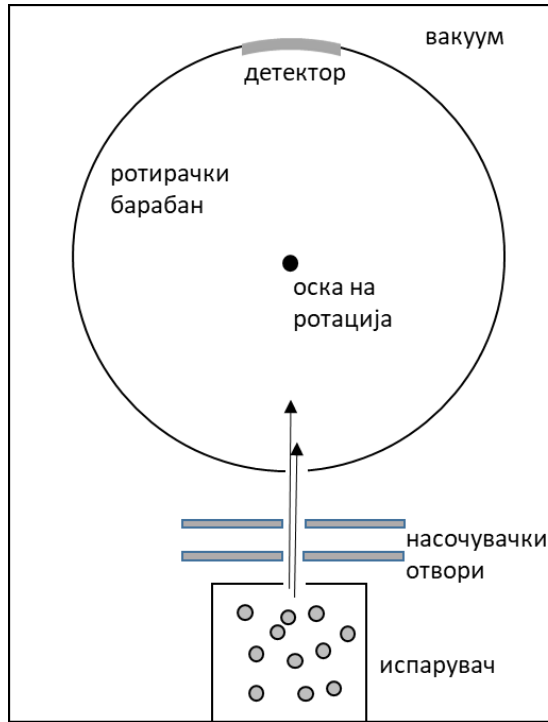 вакуум
детектор
ротирачки
барабан
оска на
ротација
насочувачки
отвори
испарувач